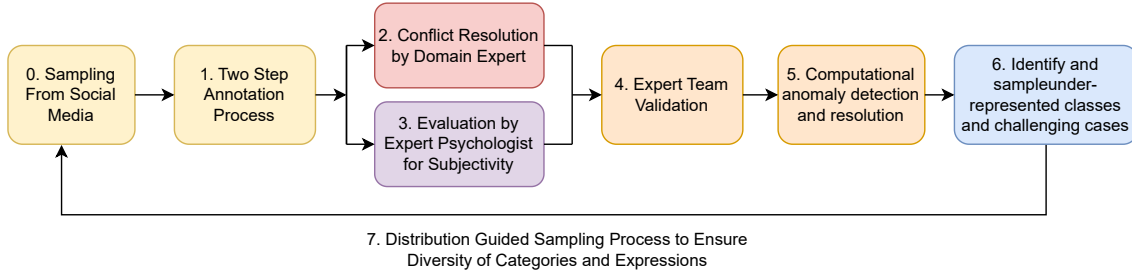 0. Sampling
From Social
Media
1. Two Step
Annotation
Process
2. Conflict Resolution
by Domain Expert
3. Evaluation by
Expert Psychologist
for Subjectivity
4. Expert Team
Validation
5. Computational
anomaly detection
and resolution
6. Identify and
sampleunder-
represented classes
and challenging cases
7. Distribution Guided Sampling Process to Ensure
Diversity of Categories and Expressions